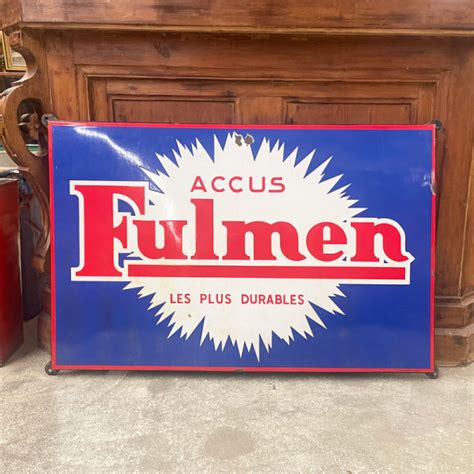 ACCUS
Fulmen
LES PLUS DURABLES